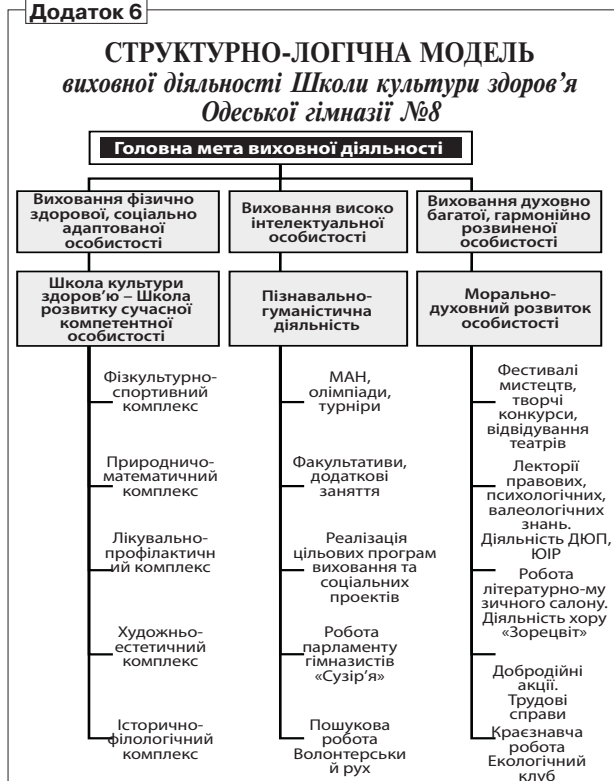 Додаток 6
СТРУКТУРНО-ЛОГІЧНА МОДЕЛЬ
виховної діяльності Школи культури здоров’я
Одеської гімназії №8
Головна мета виховної діяльності
Виховання фізично
здорової, соціально
адаптованої
особистості
Виховання високо
інтелектуальної
особистості
Виховання духовно
багатої, гармонійно
розвиненої
особистості
Школа культури
здоров’ю – Школа
розвитку сучасної
компетентної
особистості
Пізнавально-
гуманістична
діяльність
Морально-
духовний розвиток
особистості
Фізкультурно-
спортивний
комплекс
Природничо-
математичний
комплекс
Лікувально-
профілактичн
ий комплекс
Художньо-
естетичний
комплекс
Історично-
філологічний
комплекс
МАН,
олімпіади,
турніри
Факультативи,
додаткові
заняття
Реалізація
цільових програм
виховання та
соціальних
проектів
Робота
парламенту
гімназистів
«Сузір’я»
Пошукова
робота
Волонтерськи
й рух
Фестивалі
мистецтв,
творчі
конкурси,
відвідування
театрів
Лекторії
правових,
психологічних,
валеологічних
знань.
Діяльність ДЮП,
ЮІР
Робота
літературно-му
зичного салону.
Діяльність хору
«Зорецвіт»
Добродійні
акції.
Трудові
справи
Краєзнавча
робота
Екологічний
клуб